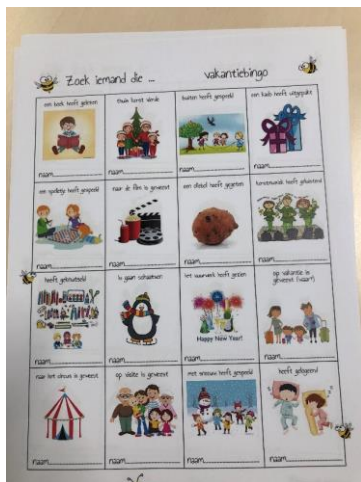 Zoek iemand die ... vakantiebingo
een boek heeft gelezen
thuis kerst vierde
buiten heeft gespeeld
een kado heeft uitgepakt
naam
naam
naam
naam
een spelletje heeft gespeeld
naar de film is geweest
een oliebol heeft gegeten
kerstmuziek heeft geluisterd
naam
naam
naam
naam
heeft geknutseld
is gaan schaatsen
het vuurwerk heeft gezien
op vakantie is
geweest (waar?)
Happy New Year!
naam
naam
naam
naam
naar het circus is geweest
op visite is geweest
met sneeuw heeft gespeeld
heeft gelogeerd
naam
naam
naam
naam